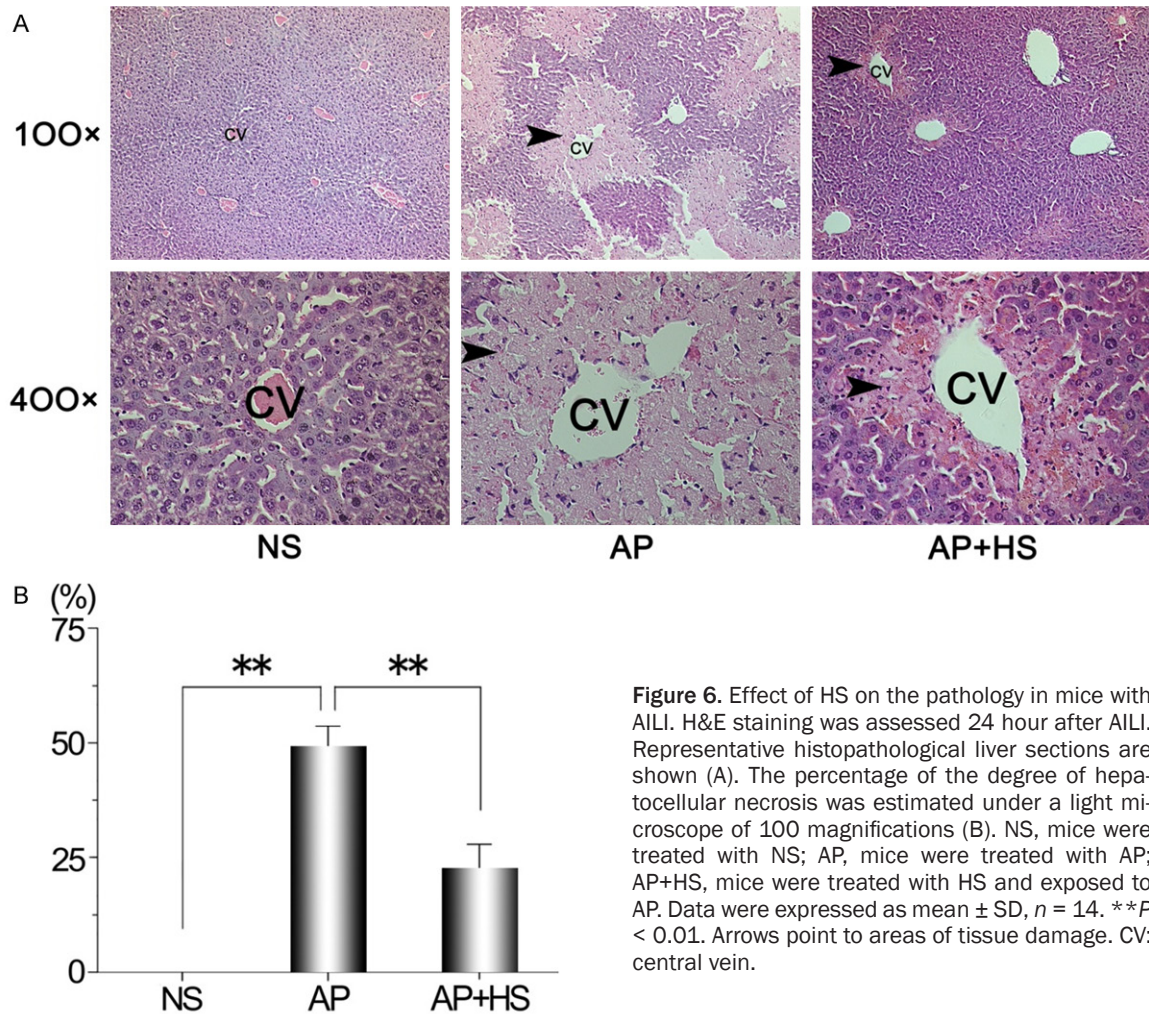 A
100×
CV
CV
CV
400×
CV
CV
CV
NS
AP
AP+HS
B
(%)
75
50
25
0
**
**
NS
AP
AP+HS
Figure 6. Effect of HS on the pathology in mice with
AILI. H&E staining was assessed 24 hour after AILI.
Representative histopathological liver sections are
shown (A). The percentage of the degree of hepa-
tocellular necrosis was estimated under a light mi-
croscope of 100 magnifications (B). NS, mice were
treated with NS; AP, mice were treated with AP;
AP+HS, mice were treated with HS and exposed to
AP. Data were expressed as mean ± SD, n = 14. **P
< 0.01. Arrows point to areas of tissue damage. CV:
central vein.